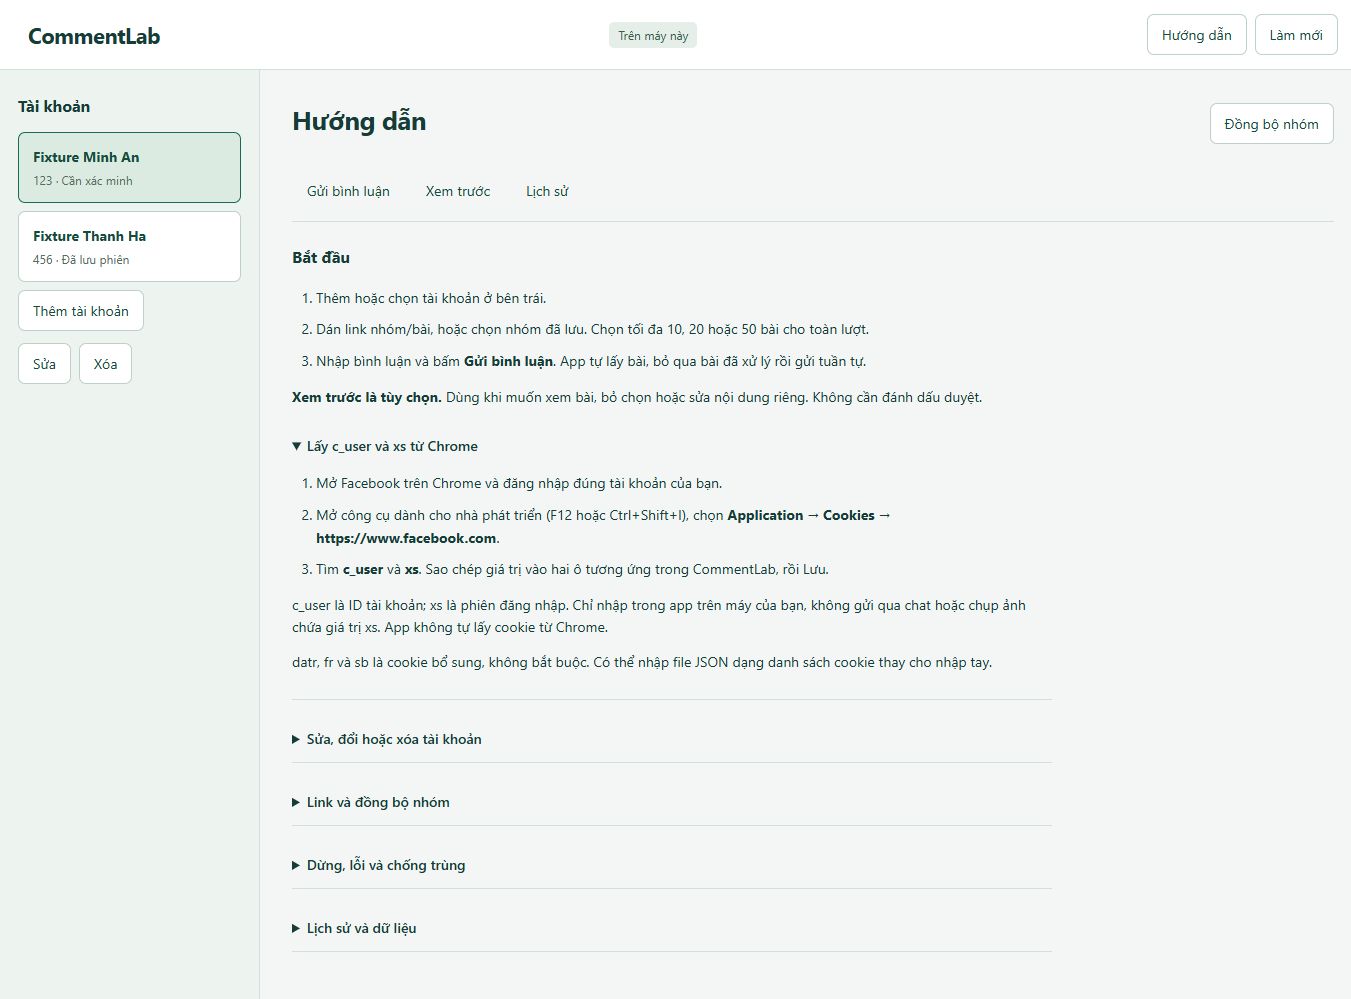 CommentLab
Trên máy này
Hướng dẫn
Làm mới
Tài khoản
Fixture Minh An
123 · Cần xác minh
Fixture Thanh Ha
456 · Đã lưu phiên
Thêm tài khoản
Sửa
Xóa
Hướng dẫn
Đồng bộ nhóm
Gửi bình luận
Xem trước
Lịch sử
Bắt đầu
1. Thêm hoặc chọn tài khoản ở bên trái.
2. Dán link nhóm/bài, hoặc chọn nhóm đã lưu. Chọn tối đa 10, 20 hoặc 50 bài cho toàn lượt.
3. Nhập bình luận và bấm Gửi bình luận. App tự lấy bài, bỏ qua bài đã xử lý rồi gửi tuần tự.
Xem trước là tùy chọn. Dùng khi muốn xem bài, bỏ chọn hoặc sửa nội dung riêng. Không cần đánh dấu duyệt.
▼ Lấy c_user và xs từ Chrome
1. Mở Facebook trên Chrome và đăng nhập đúng tài khoản của bạn.
2. Mở công cụ dành cho nhà phát triển (F12 hoặc Ctrl+Shift+I), chọn Application → Cookies →
https://www.facebook.com.
3. Tìm c_user và xs. Sao chép giá trị vào hai ô tương ứng trong CommentLab, rồi Lưu.
c_user là ID tài khoản; xs là phiên đăng nhập. Chỉ nhập trong app trên máy của bạn, không gửi qua chat hoặc chụp ảnh
chứa giá trị xs. App không tự lấy cookie từ Chrome.
datr, fr và sb là cookie bổ sung, không bắt buộc. Có thể nhập file JSON dạng danh sách cookie thay cho nhập tay.
▶ Sửa, đổi hoặc xóa tài khoản
▶ Link và đồng bộ nhóm
▶ Dừng, lỗi và chống trùng
▶ Lịch sử và dữ liệu